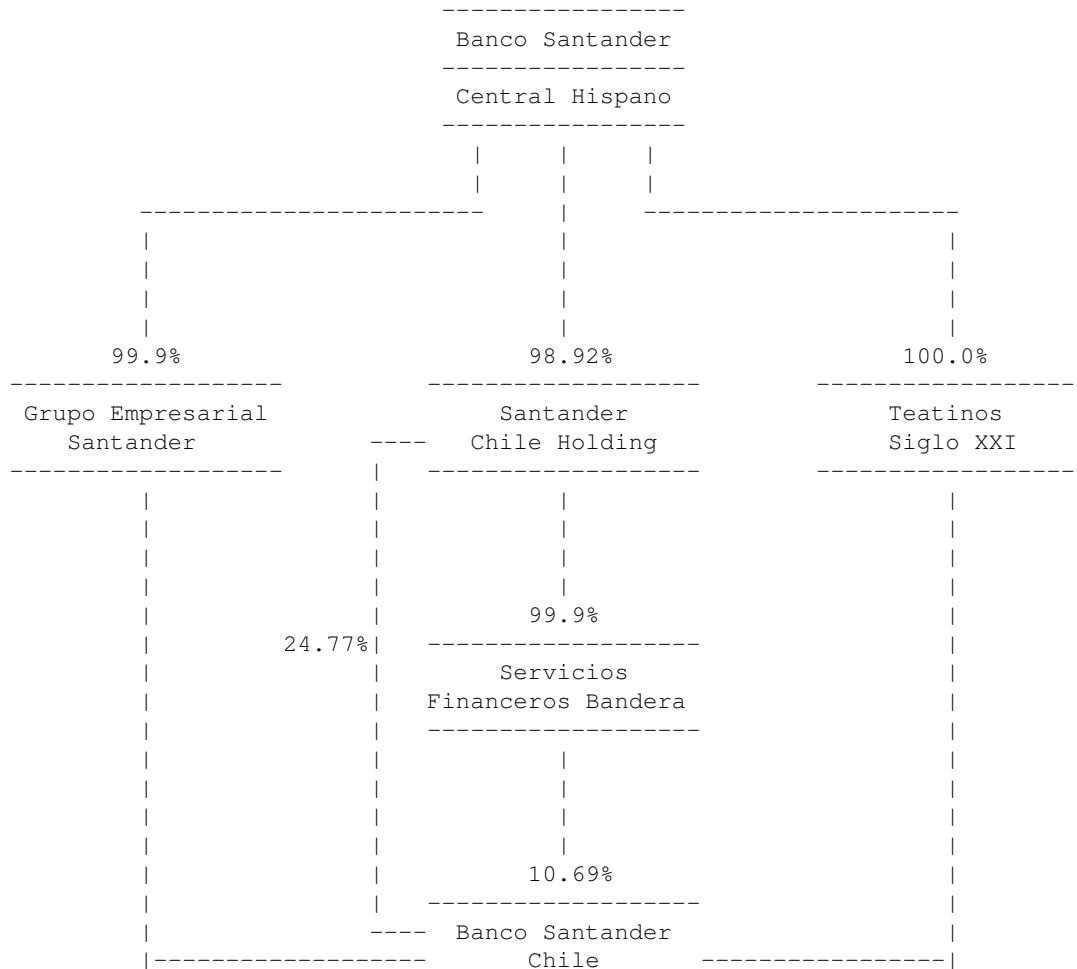 Banco Santander
Central Hispano
99.9% 98.92% 100.0%
Grupo Empresarial Santander Teatinos
Santander Chile Holding Siglo XXI
99.9%
24.77%
Servicios
Financeros Bandera
10.69%
Banco Santander
Chile